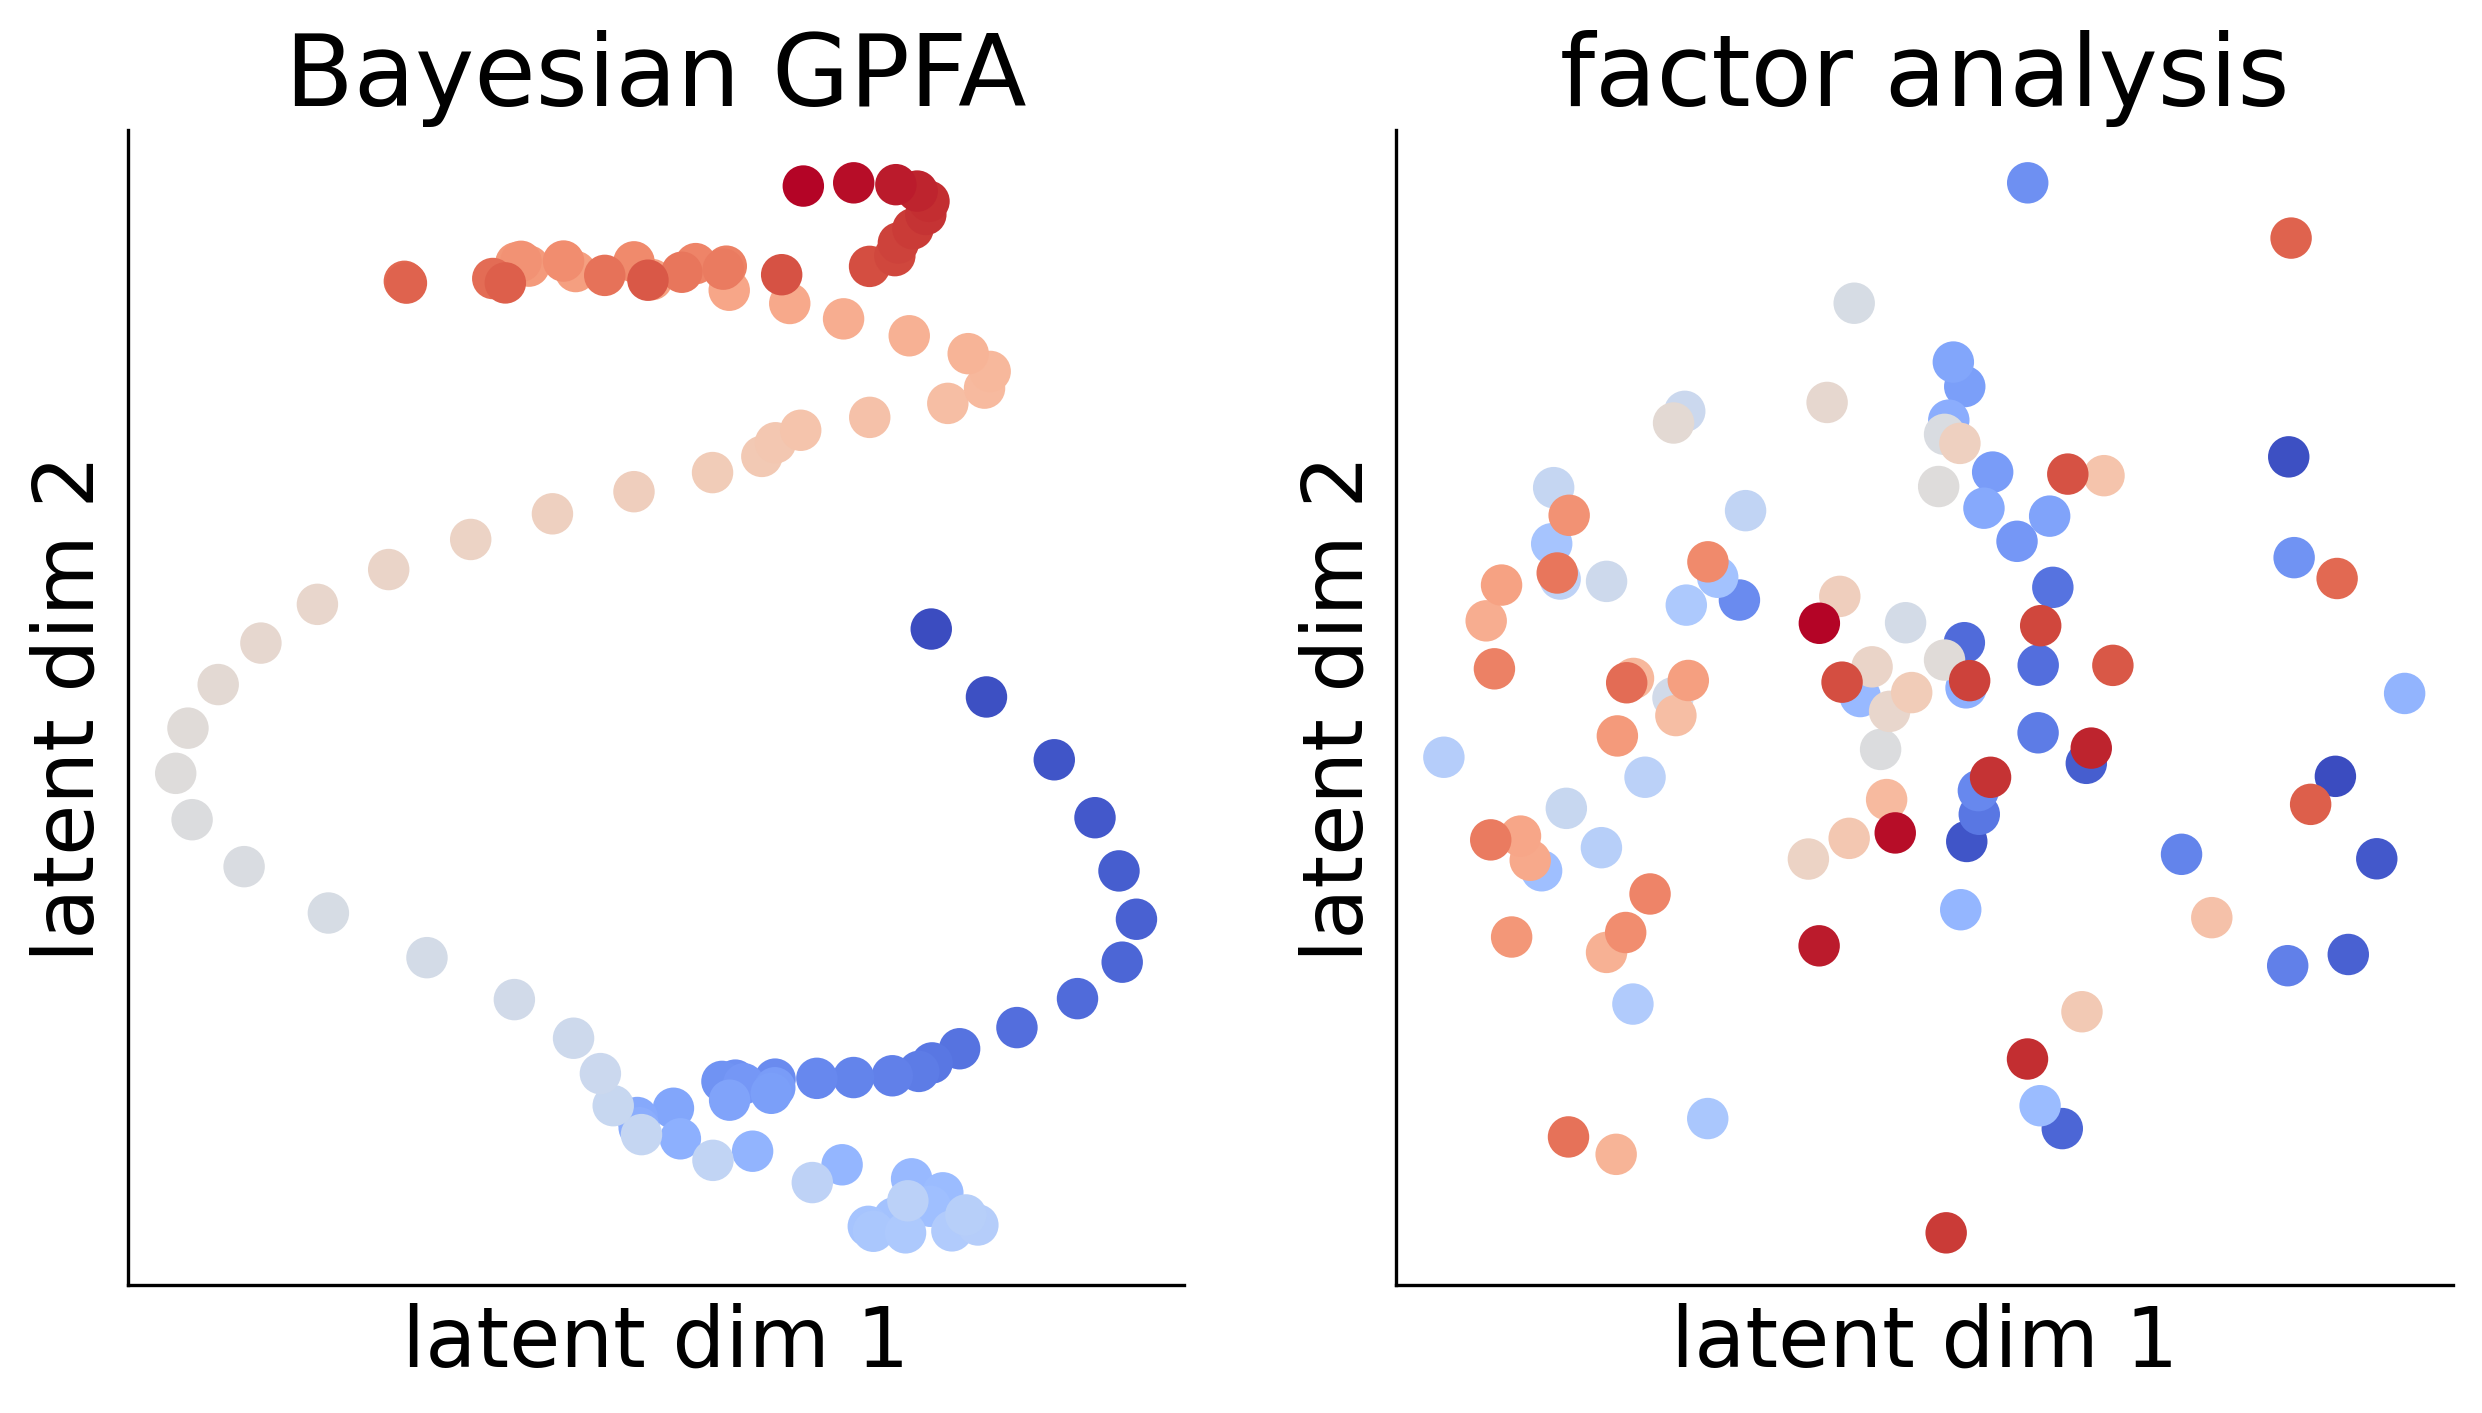 Bayesian GPFA
factor analysis
latent dim 2
latent dim 1
latent dim 2
latent dim 1